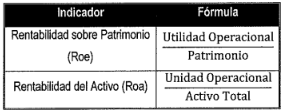 Indicador
Fórmula
Rentabilidad sobre Patrimonio
(Roe)
Utilidad Operacional
Patrimonio
Rentabilidad del Activo (Roa)
Unidad Operacional
Activo Total